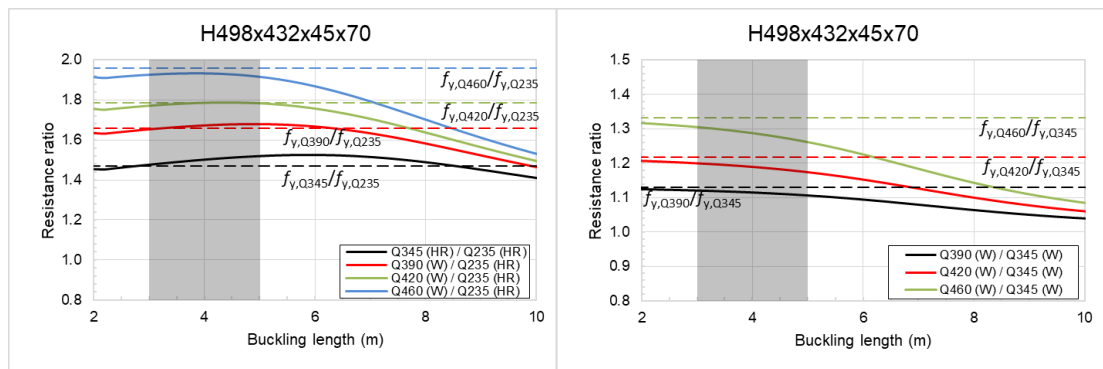 H498x432x45x70
2.0
1.8
1.6
1.4
1.2
1.0
0.8
Resistance ratio
fy,Q460/fy,Q235
fy,Q420/fy,Q235
fy,Q390/fy,Q235
fy,Q345/fy,Q235
Q345 (HR) / Q235 (HR)
Q390 (W) / Q235 (HR)
Q420 (W) / Q235 (HR)
Q460 (W) / Q235 (HR)
2 4 6 8 10
Buckling length (m)
H498x432x45x70
1.5
1.4
1.3
1.2
1.1
1.0
0.9
0.8
Resistance ratio
fy,Q460/fy,Q345
fy,Q420/fy,Q345
fy,Q390/fy,Q345
Q390 (W) / Q345 (W)
Q420 (W) / Q345 (W)
Q460 (W) / Q345 (W)
2 4 6 8 10
Buckling length (m)